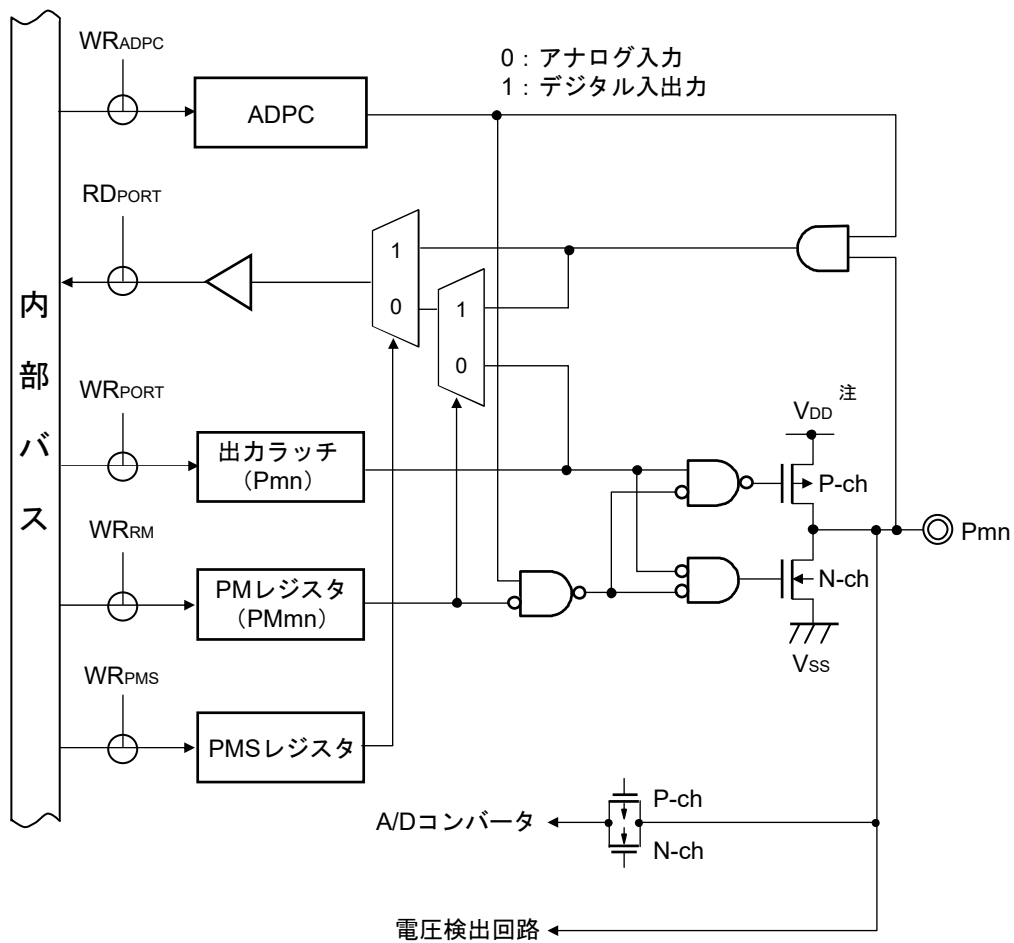 WRADPC
0：アナログ入力
1：デジタル入出力
ADPC
RDPORT
1
0
1
0
内部バス
WRPORT
出力ラッチ
（Pmn）
VDD 注
P-ch
Pmn
WRRM
PMレジスタ
（PMmn）
N-ch
VSS
WRPMS
PMSレジスタ
P-ch
A/Dコンバータ
N-ch
電圧検出回路